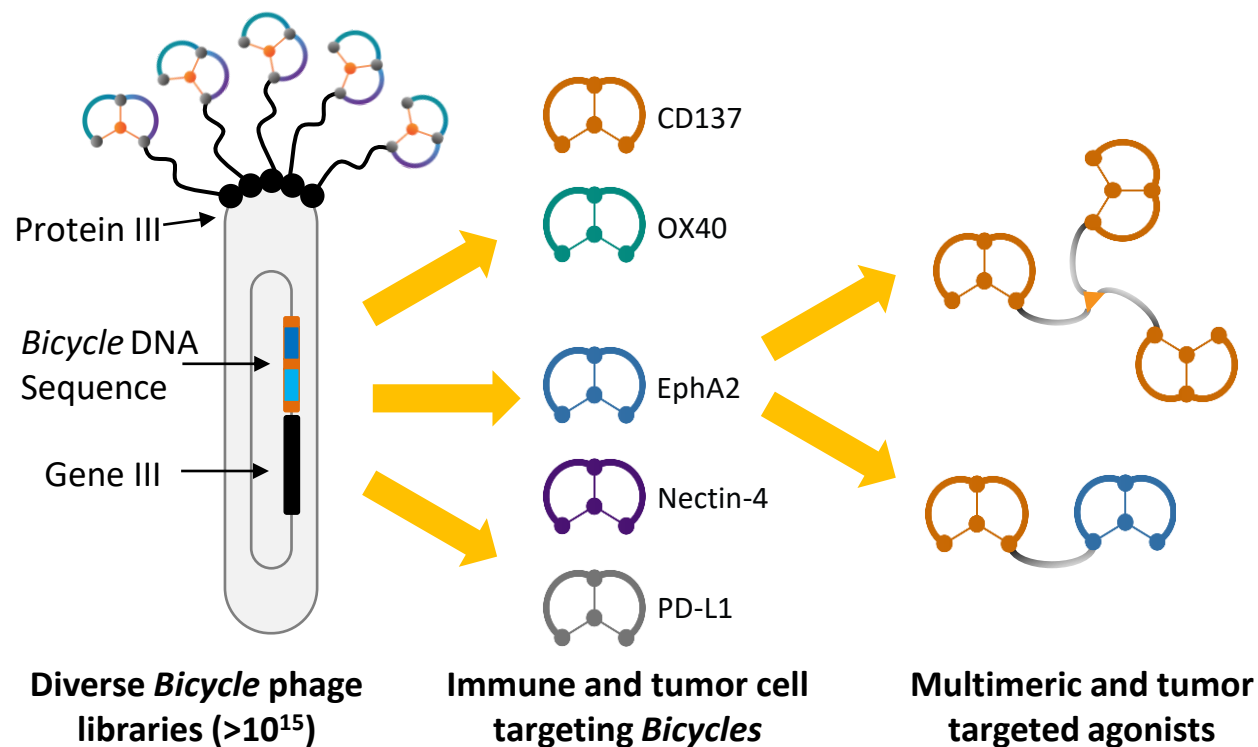 Protein III
Bicycle DNA
Sequence
Gene III
CD137
OX40
EphA2
Nectin-4
PD-L1
Diverse Bicycle phage
libraries (>10¹⁵)
Immune and tumor cell
targeting Bicycles
Multimeric and tumor
targeted agonists